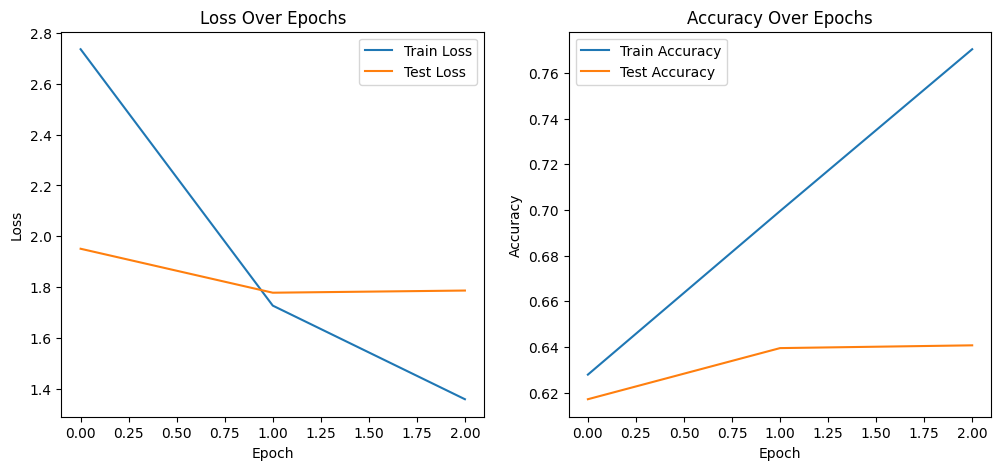 Loss Over Epochs
Train Loss
Test Loss
Loss
2.8
2.6
2.4
2.2
2.0
1.8
1.6
1.4
0.00 0.25 0.50 0.75 1.00 1.25 1.50 1.75 2.00
Epoch
Accuracy Over Epochs
Train Accuracy
Test Accuracy
Accuracy
0.76
0.74
0.72
0.70
0.68
0.66
0.64
0.62
0.00 0.25 0.50 0.75 1.00 1.25 1.50 1.75 2.00
Epoch